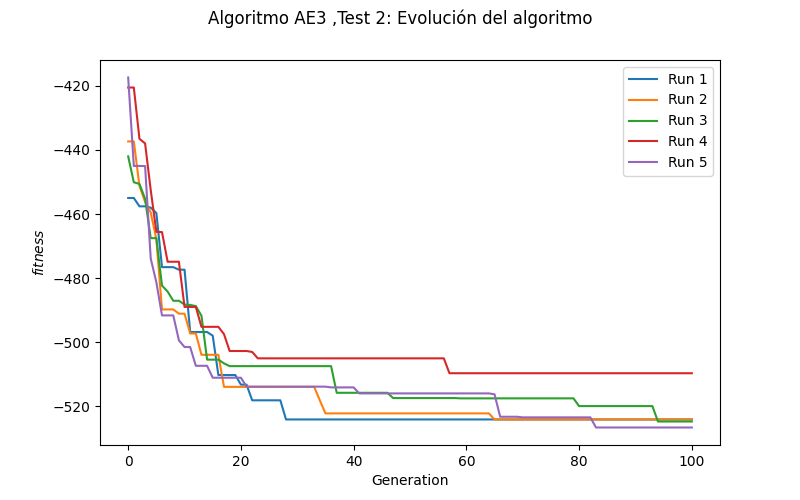 Algoritmo AE3 ,Test 2: Evolución del algoritmo
Run 1
Run 2
Run 3
Run 4
Run 5
−420
−440
−460
−480
−500
−520
fitness
0 20 40 60 80 100
Generation